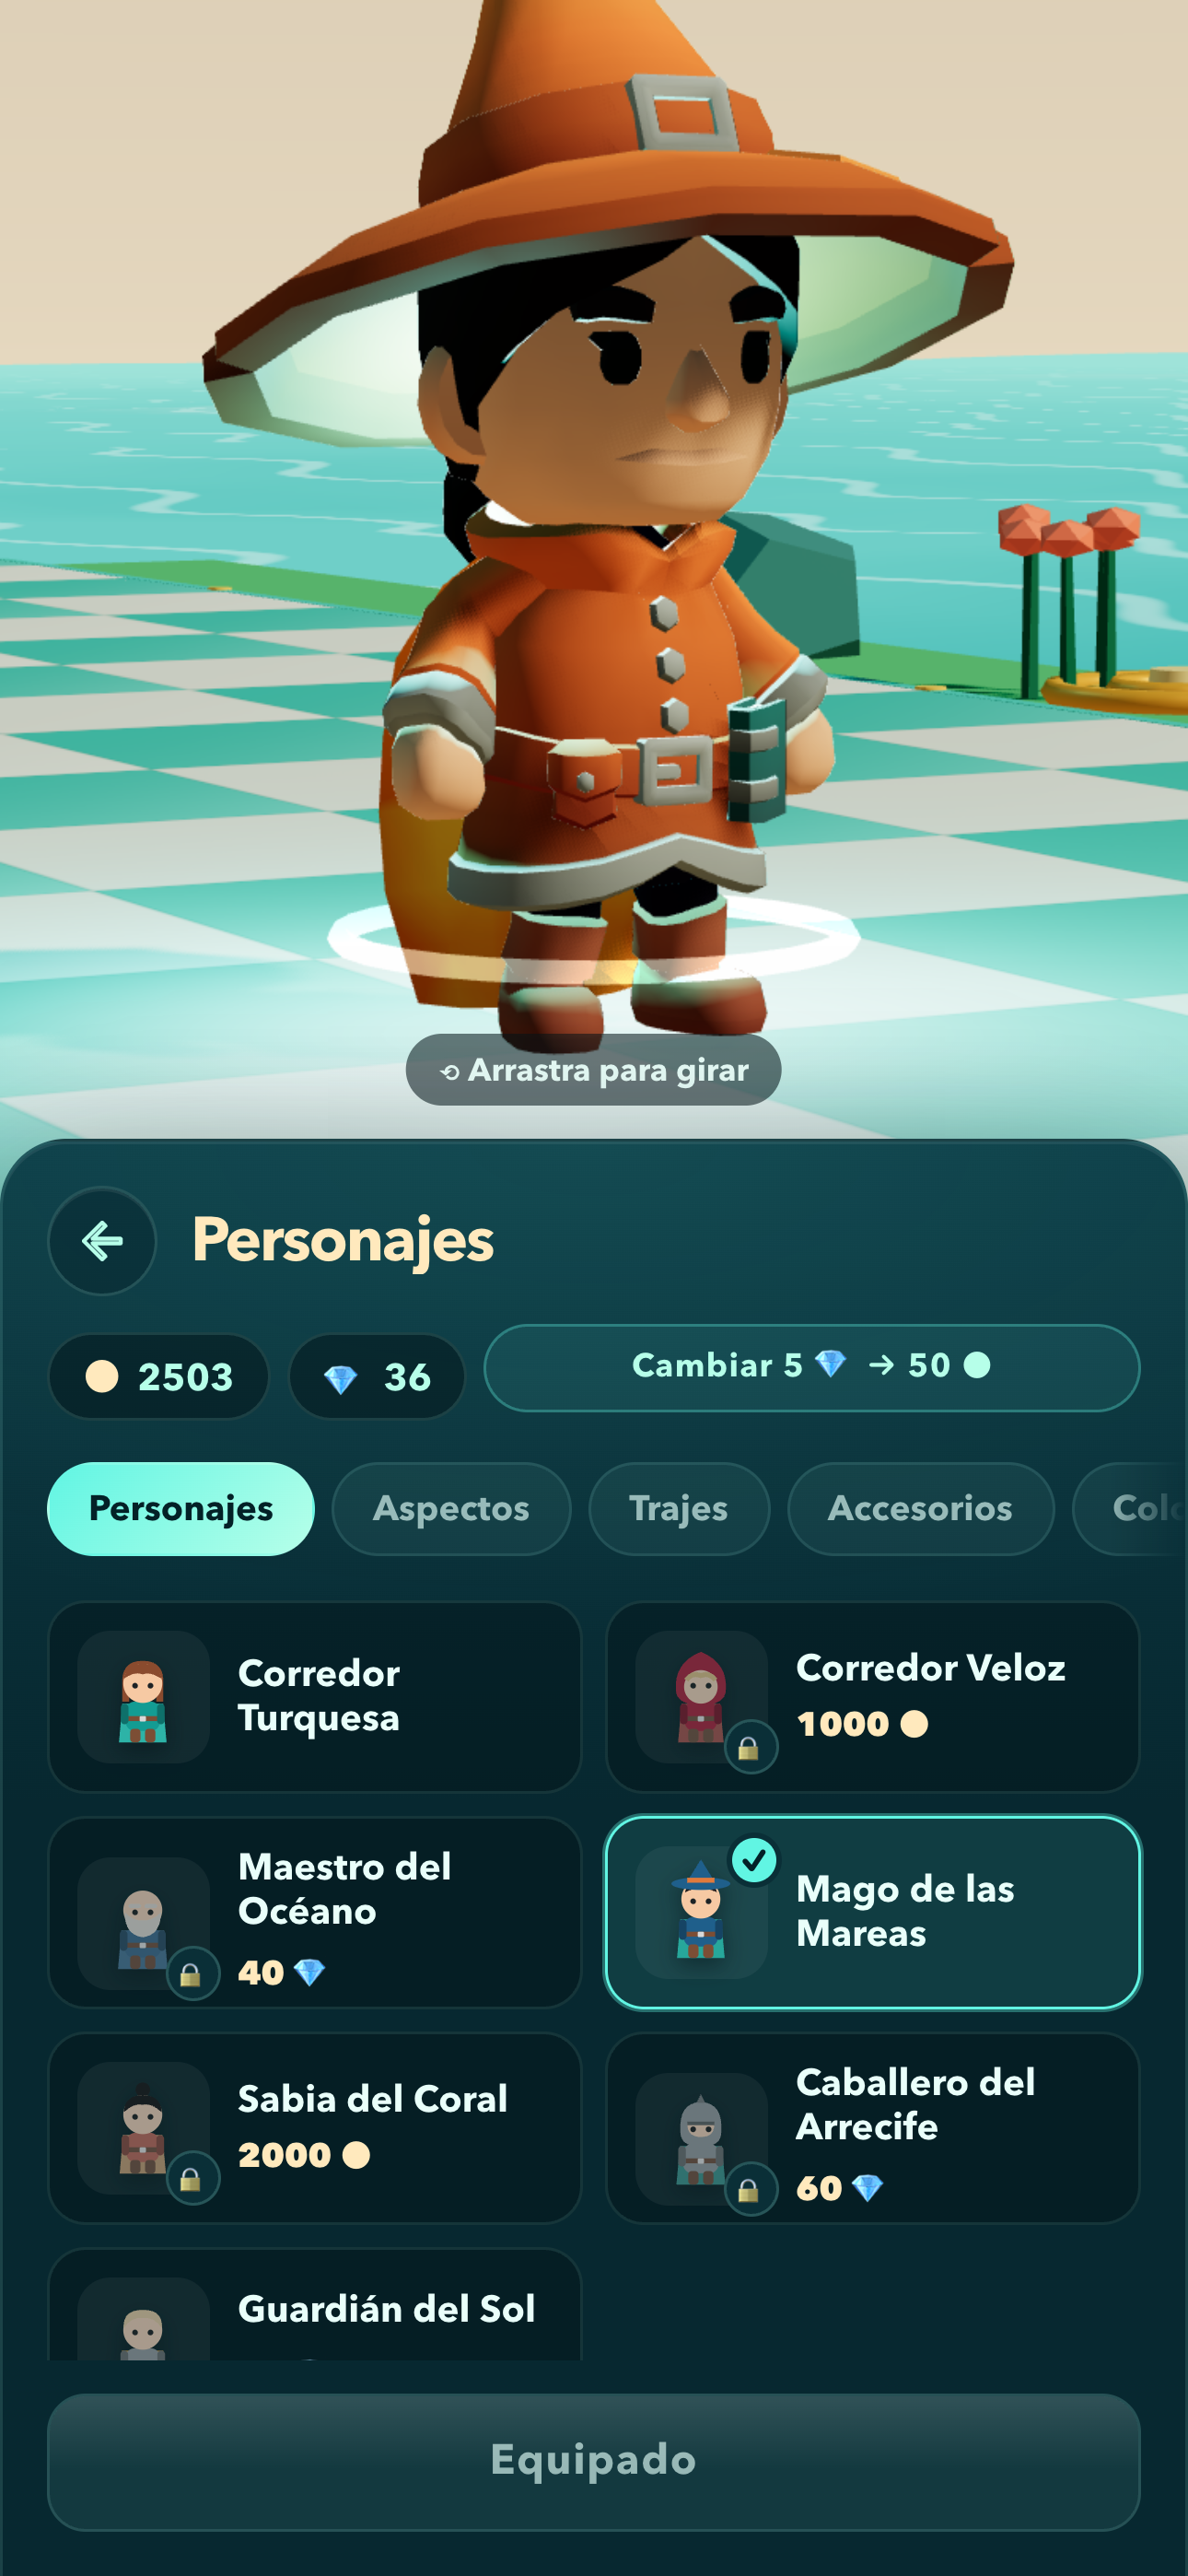 Arrastra para girar
Personajes
2503
36
Cambiar 5 💎 → 50
Personajes
Aspectos
Trajes
Accesorios
Corredor
Turquesa
Corredor Veloz
1000
Maestro del
Océano
40
Mago de las
Mareas
Sabia del Coral
2000
Caballero del
Arrecife
60
Guardián del Sol
Equipado